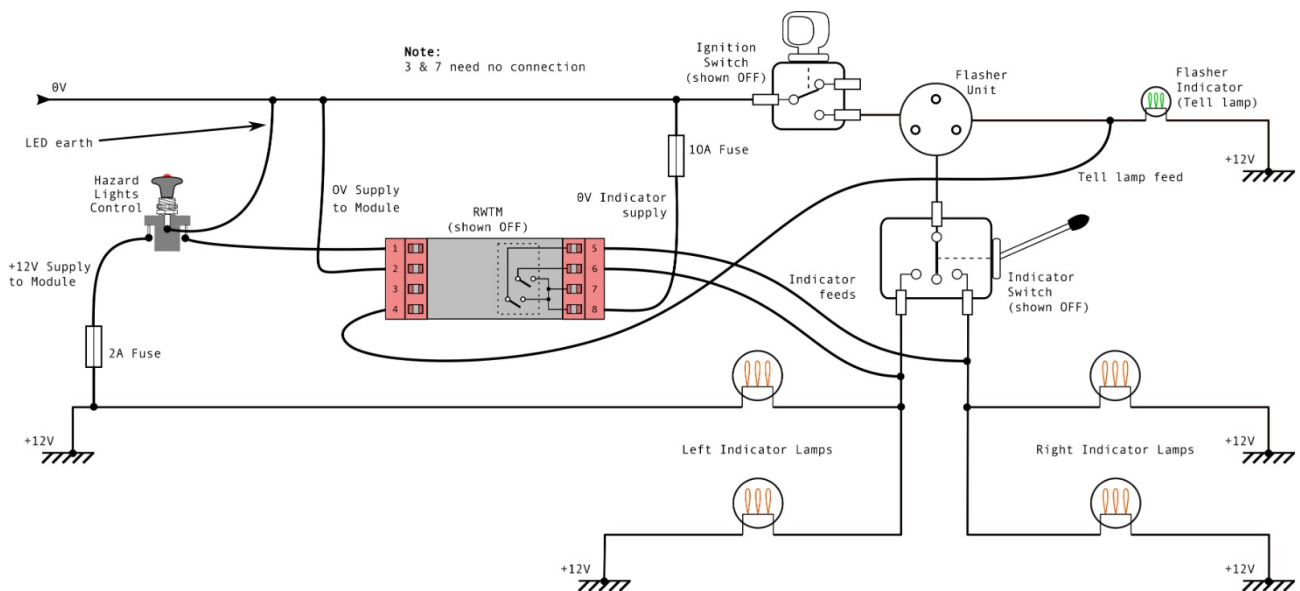 Note:
3 & 7 need no connection
Ignition
Switch
(shown OFF)
Flasher
Unit
Flasher
Indicator
(Tell lamp)
0V
LED earth
10A Fuse
+12V
Hazard
Lights
Control
0V Supply
to Module
RWTM
(shown OFF)
0V Indicator
supply
Tell lamp feed
+12V Supply
to Module
1
2
3
4
5
6
7
8
Indicator
feeds
Indicator
Switch
(shown OFF)
2A Fuse
+12V
Left Indicator Lamps
Right Indicator Lamps
+12V
+12V
+12V